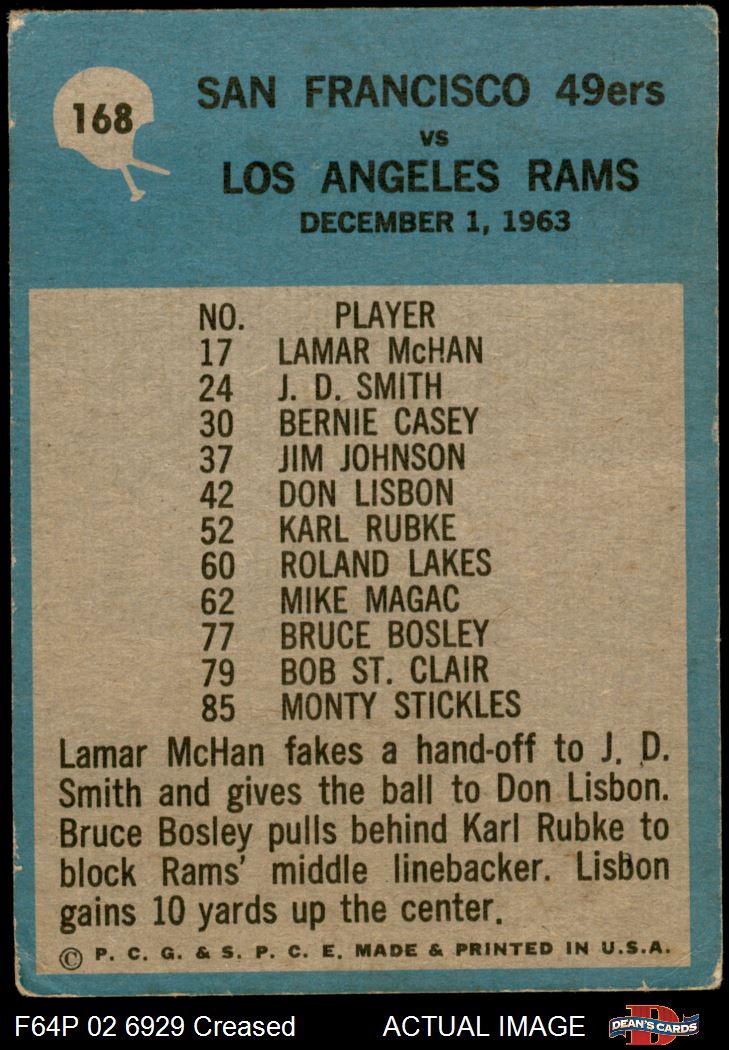 168
SAN FRANCISCO 49ers
VS
LOS ANGELES RAMS
DECEMBER 1, 1963
NO. PLAYER
17 LAMAR McHAN
24 J. D. SMITH
30 BERNIE CASEY
37 JIM JOHNSON
42 DON LISBON
52 KARL RUBKE
60 ROLAND LAKES
62 MIKE MAGAC
77 BRUCE BOSLEY
79 BOB ST. CLAIR
85 MONTY STICKLES
Lamar McHan fakes a hand-off to J. D.
Smith and gives the ball to Don Lisbon.
Bruce Bosley pulls behind Karl Rubke to
block Rams' middle linebacker. Lisbon
gains 10 yards up the center.
© P. C. G. & S. P. C. E. MADE & PRINTED IN U.S.A.
F64P 02 6929 Creased ACTUAL IMAGE B DEAN'S CARDS